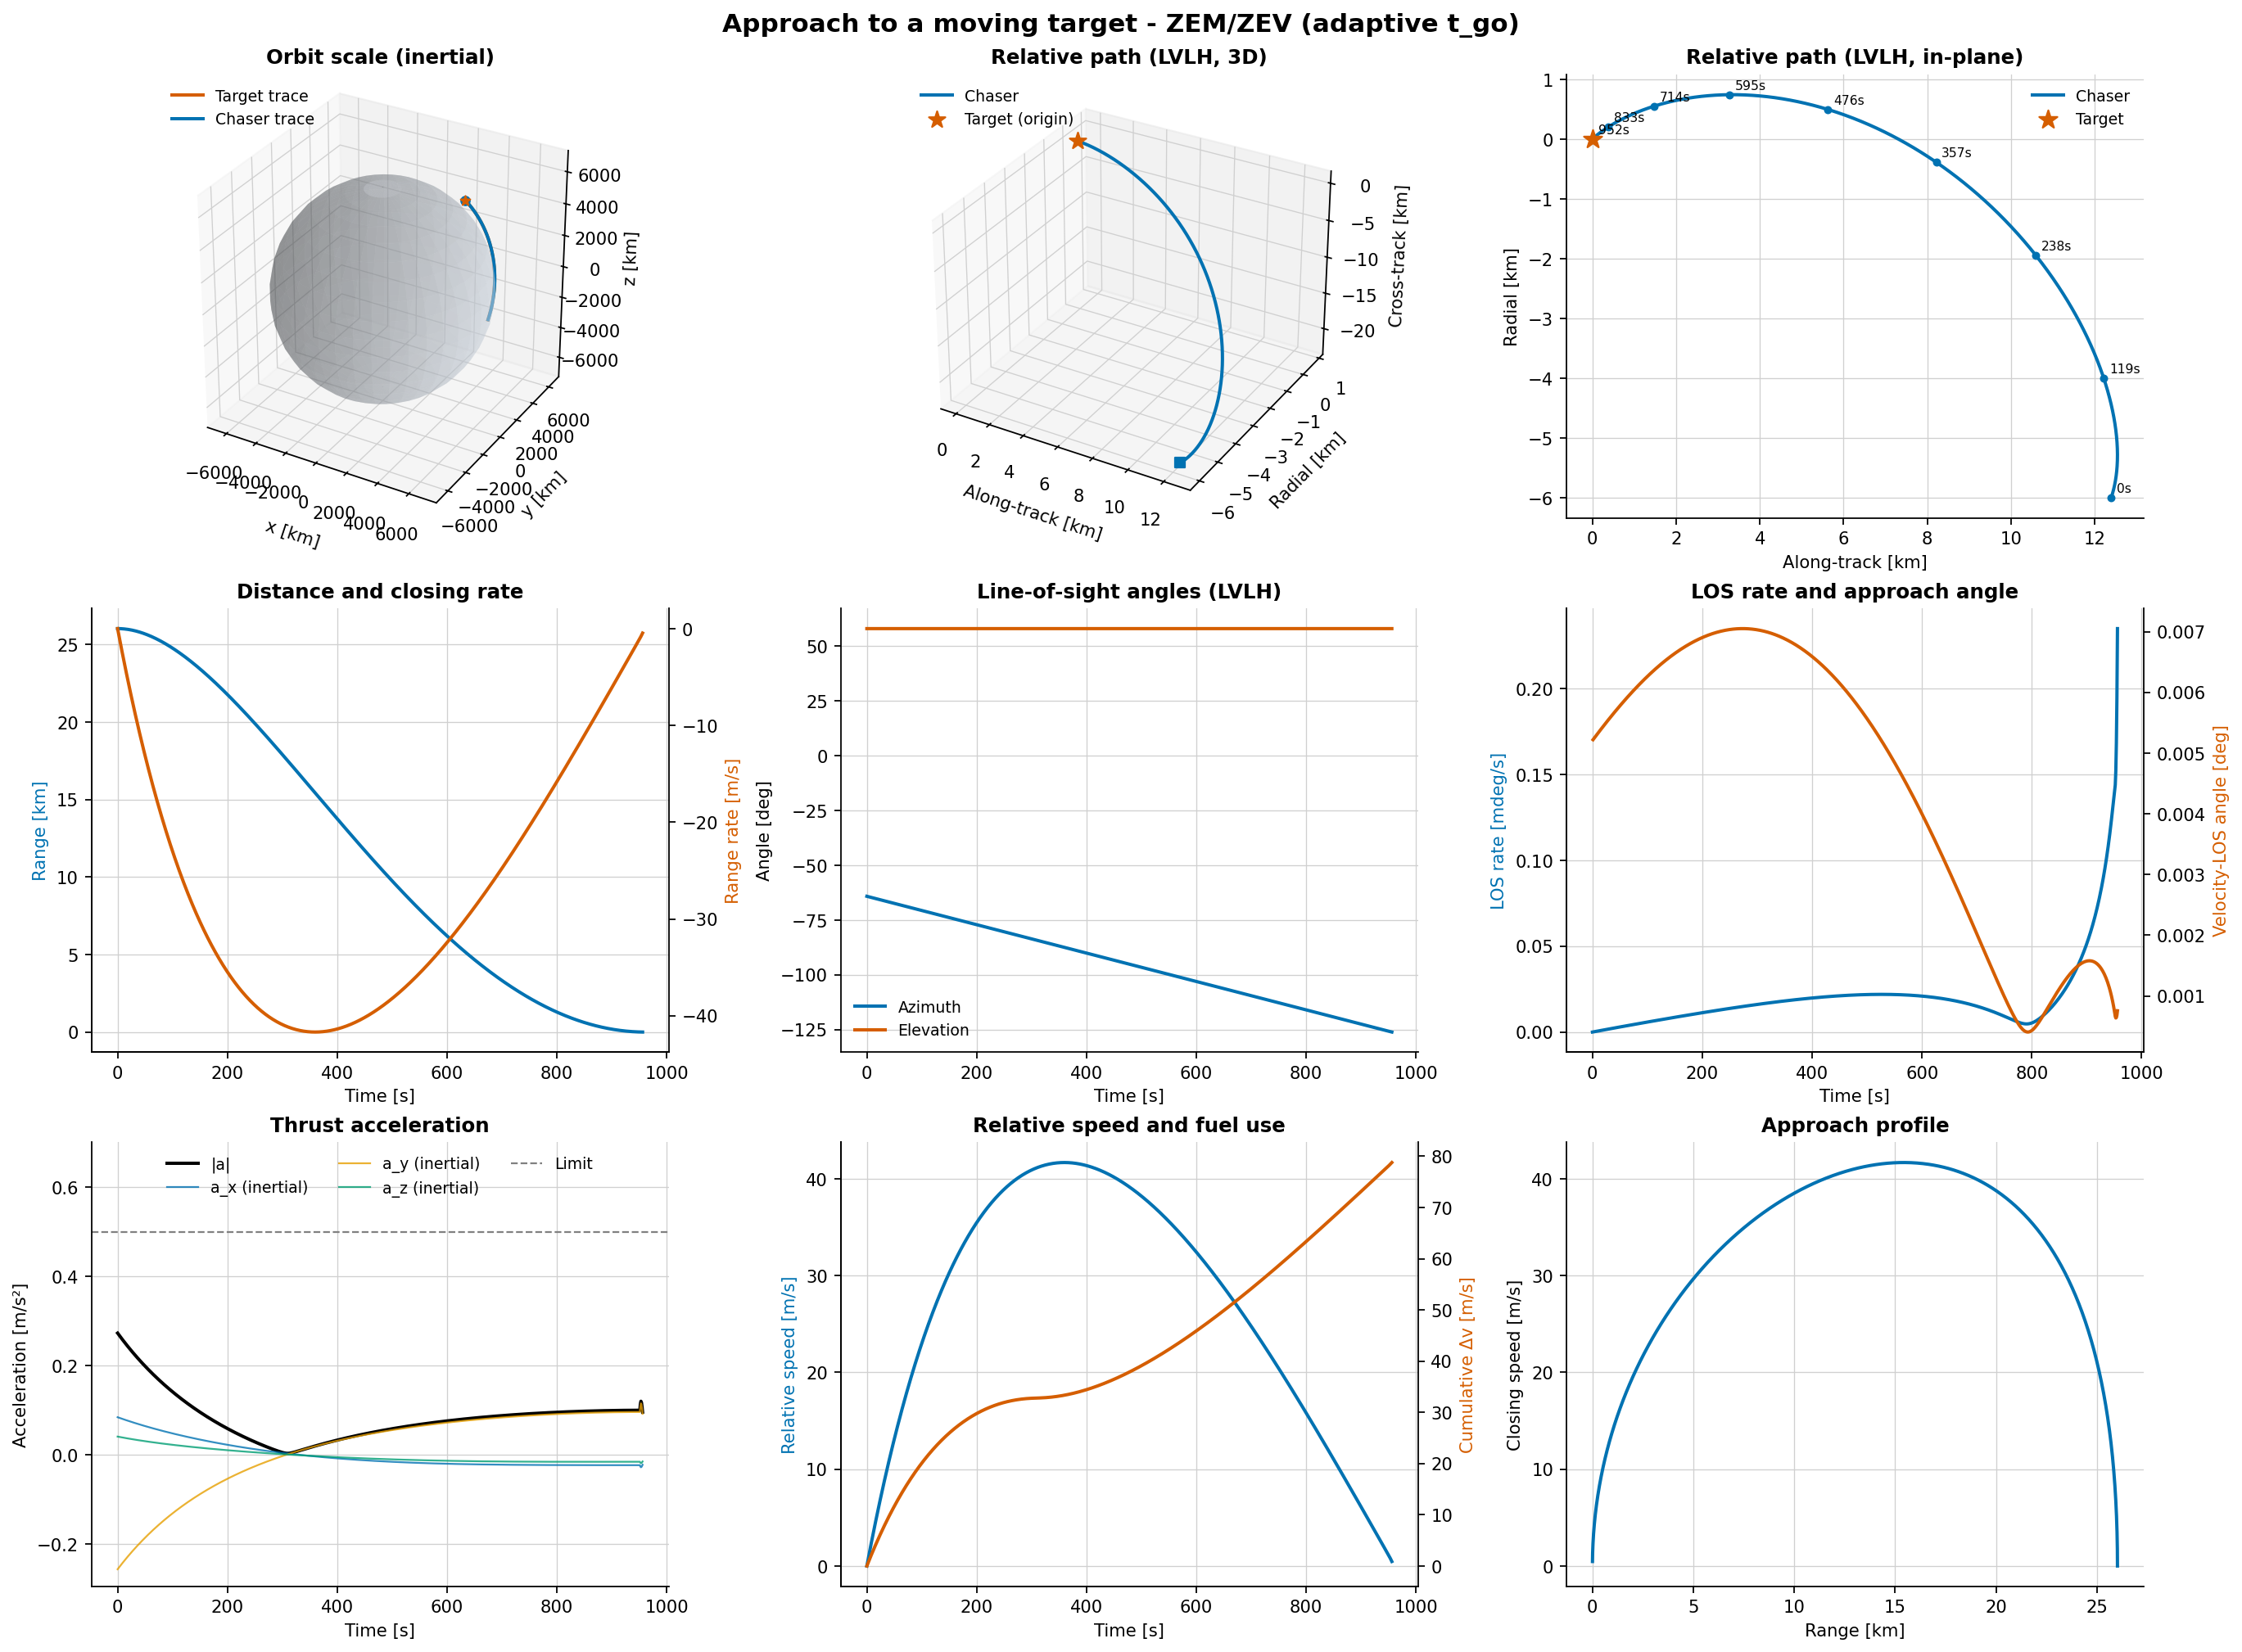 Approach to a moving target - ZEM/ZEV (adaptive t_go)
Orbit scale (inertial)
Target trace
Chaser trace
6000
4000
2000
0
−2000
−4000
−6000
z [km]
−6000
−4000
−2000
0
2000
4000
6000
x [km]
6000
4000
2000
0
−2000
−4000
−6000
y [km]
Relative path (LVLH, 3D)
Chaser
Target (origin)
0
−5
−10
−15
−20
Cross-track [km]
0
2
4
6
8
10
12
Along-track [km]
1
0
−1
−2
−3
−4
−5
−6
Radial [km]
Relative path (LVLH, in-plane)
Chaser
Target
952s
833s
714s
595s
476s
357s
238s
119s
0s
1
0
−1
−2
−3
−4
−5
−6
Radial [km]
0 2 4 6 8 10 12
Along-track [km]
Distance and closing rate
25
20
15
10
5
0
Range [km]
0
−10
−20
−30
−40
Range rate [m/s]
0 200 400 600 800 1000
Time [s]
Line-of-sight angles (LVLH)
50
25
0
−25
−50
−75
−100
−125
Angle [deg]
Azimuth
Elevation
0 200 400 600 800 1000
Time [s]
LOS rate and approach angle
0.20
0.15
0.10
0.05
0.00
LOS rate [mdeg/s]
0.007
0.006
0.005
0.004
0.003
0.002
0.001
Velocity-LOS angle [deg]
0 200 400 600 800 1000
Time [s]
Thrust acceleration
|a|
a_x (inertial)
a_y (inertial)
a_z (inertial)
Limit
0.6
0.4
0.2
0.0
−0.2
Acceleration [m/s²]
0 200 400 600 800 1000
Time [s]
Relative speed and fuel use
40
30
20
10
0
Relative speed [m/s]
80
70
60
50
40
30
20
10
0
Cumulative Δv [m/s]
0 200 400 600 800 1000
Time [s]
Approach profile
40
30
20
10
0
Closing speed [m/s]
0 5 10 15 20 25
Range [km]